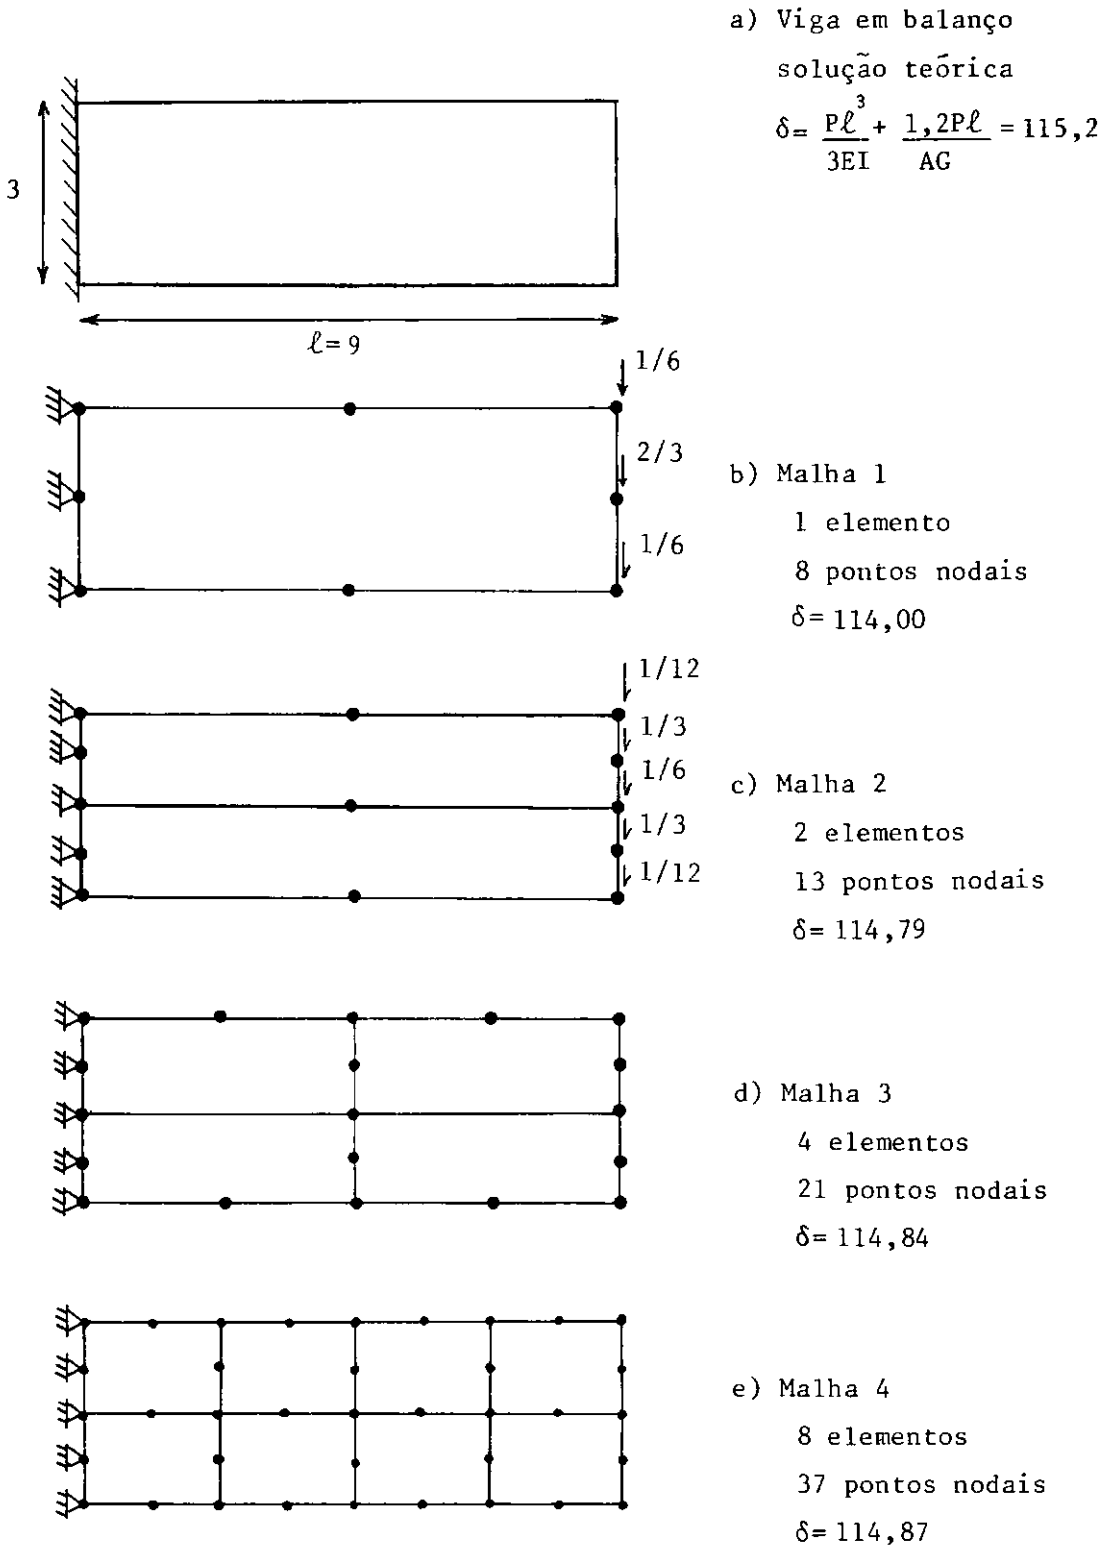 a) Viga em balanço
solução teórica
δ= Pℓ³/3EI + 1,2Pℓ/AG = 115,2
3
ℓ= 9
1/6
2/3
1/6
b) Malha 1
1 elemento
8 pontos nodais
δ= 114,00
1/12
1/3
1/6
1/3
1/12
c) Malha 2
2 elementos
13 pontos nodais
δ= 114,79
d) Malha 3
4 elementos
21 pontos nodais
δ= 114,84
e) Malha 4
8 elementos
37 pontos nodais
δ= 114,87